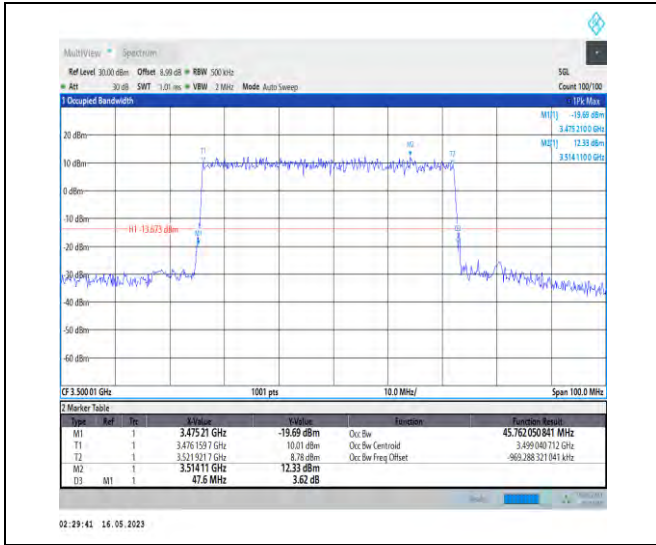 MultiView Spectrum
Ref Level 30.00 dBm Offset 8.99 dB RBW 500 kHz SGL
Att 30 dB SWT 1.01 ms VBW 2 MHz Mode Auto Sweep Count 100/100
1 Occupied Bandwidth 1Pk Max
M1[1] -19.69 dBm
3.475 210 0 GHz
20 dBm
M2[1] 12.33 dBm
3.514 110 0 GHz
T1 M2 T2
10 dBm
0 dBm
-10 dBm
H1 -13.673 dBm
M1 D3
-20 dBm
-30 dBm
-40 dBm
-50 dBm
-60 dBm
CF 3.500 01 GHz 1001 pts 10.0 MHz/ Span 100.0 MHz
2 Marker Table
Type Ref Trc X-Value Y-Value Function Function Result
M1 1 3.475 21 GHz -19.69 dBm Occ Bw 45.762 050 841 MHz
T1 1 3.476 159 7 GHz 10.01 dBm Occ Bw Centroid 3.499 040 712 GHz
T2 1 3.521 921 7 GHz 8.78 dBm Occ Bw Freq Offset -969.288 321 041 kHz
M2 1 3.514 11 GHz 12.33 dBm
D3 M1 1 47.6 MHz 3.62 dB
02:29:41 16.05.2023